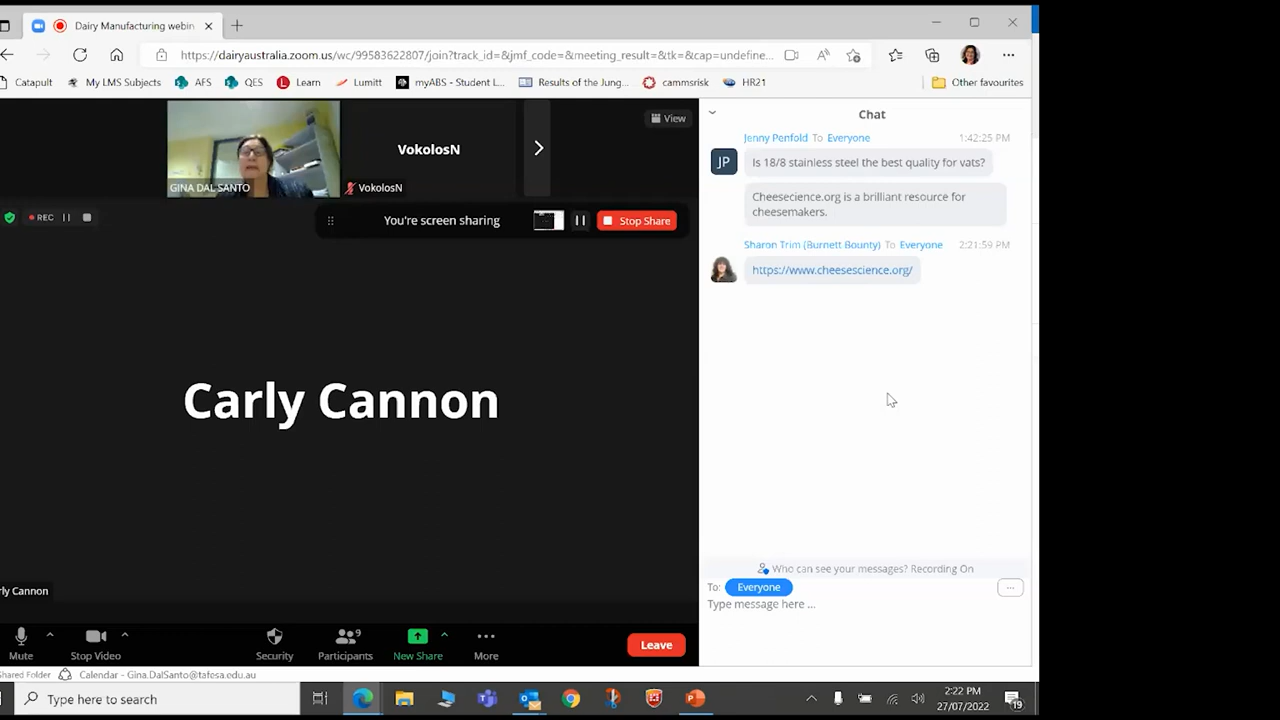 Dairy Manufacturing webin
https://dairyaustralia.zoom.us/wc/99583622807/join?track_id=&jmf_code=&meeting_result=&tk=&cap=undefine...
Catapult
My LMS Subjects
AFS
QES
Learn
Lumitt
myABS - Student L...
Results of the Jung...
cammsrisk
HR21
Other favourites
GINA DAL SANTO
VokolosN
VokolosN
View
REC
You're screen sharing
Stop Share
Carly Cannon
rly Cannon
Mute
Stop Video
Security
9
Participants
New Share
More
Leave
Chat
Jenny Penfold To Everyone 1:42:25 PM
JP
Is 18/8 stainless steel the best quality for vats?
Cheesecience.org is a brilliant resource for
cheesemakers.
Sharon Trim (Burnett Bounty) To Everyone 2:21:59 PM
https://www.cheesescience.org/
Who can see your messages? Recording On
To: Everyone
Type message here ...
Shared Folder
Calendar - Gina.DalSanto@tafesa.edu.au
Type here to search
2:22 PM
27/07/2022
19